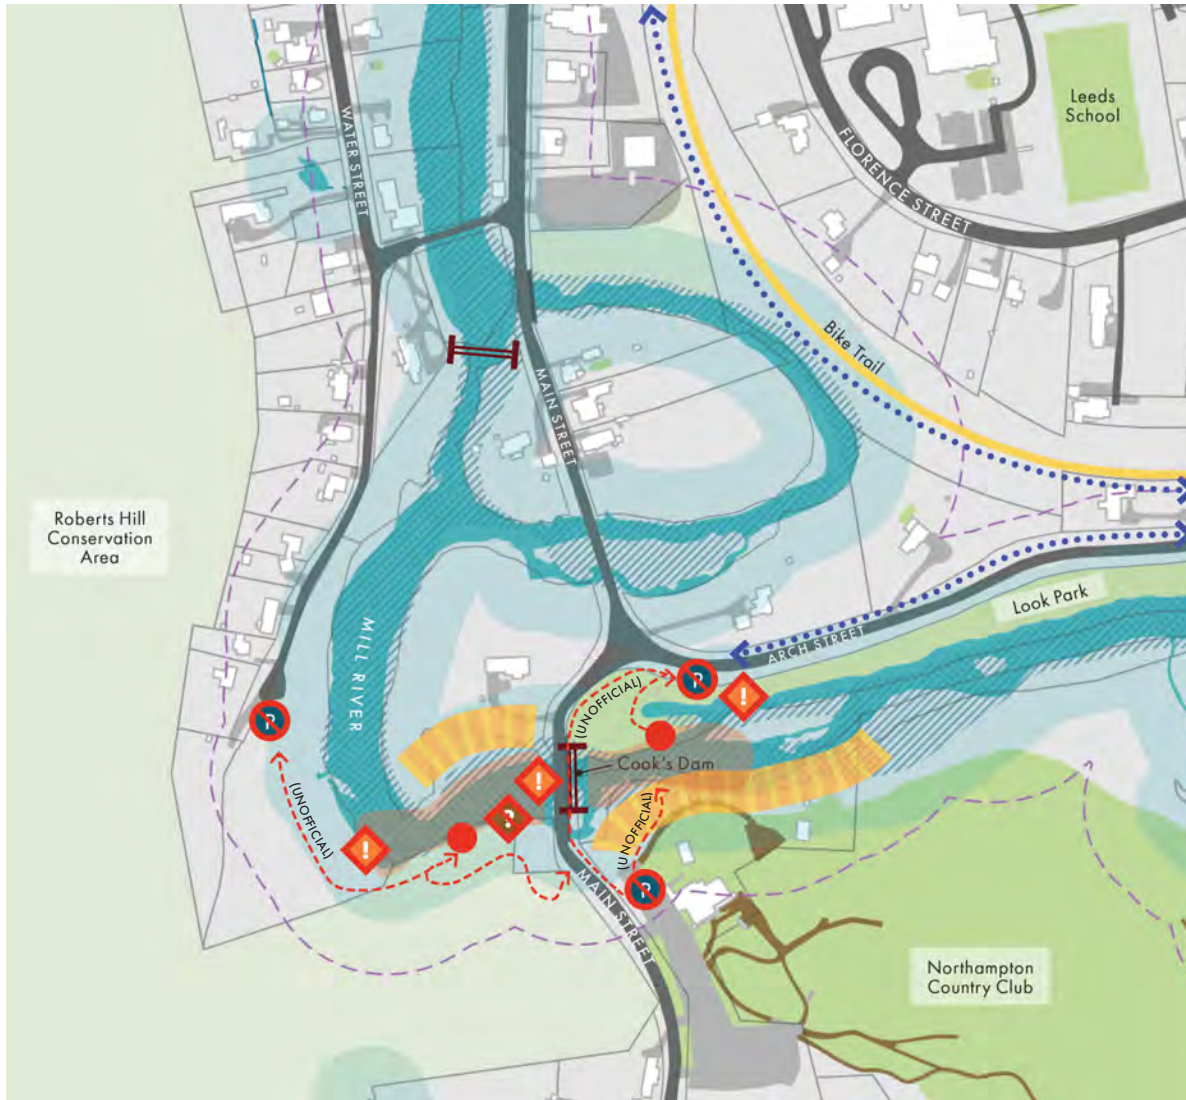 Leeds
School
WATER STREET
FLORENCE STREET
Bike Trail
MAIN STREET
Roberts Hill
Conservation
Area
Look Park
ARCH STREET
MILL RIVER
P
(UNOFFICIAL)
P
!
Cook's Dam
!
?
(UNOFFICIAL)
(UNOFFICIAL)
!
P
MAIN STREET
Northampton
Country Club